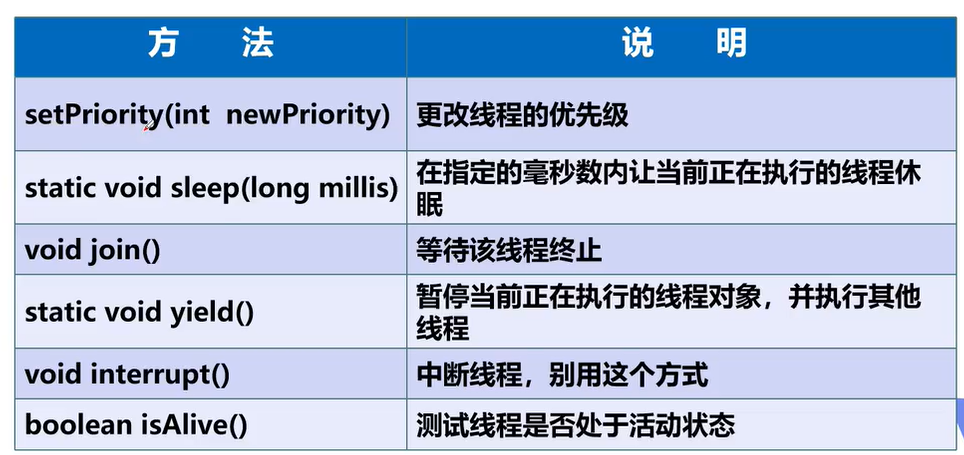 方 法
说 明
setPriority(int newPriority)
更改线程的优先级
static void sleep(long millis)
在指定的毫秒数内让当前正在执行的线程休
眠
void join()
等待该线程终止
static void yield()
暂停当前正在执行的线程对象，并执行其他
线程
void interrupt()
中断线程，别用这个方式
boolean isAlive()
测试线程是否处于活动状态